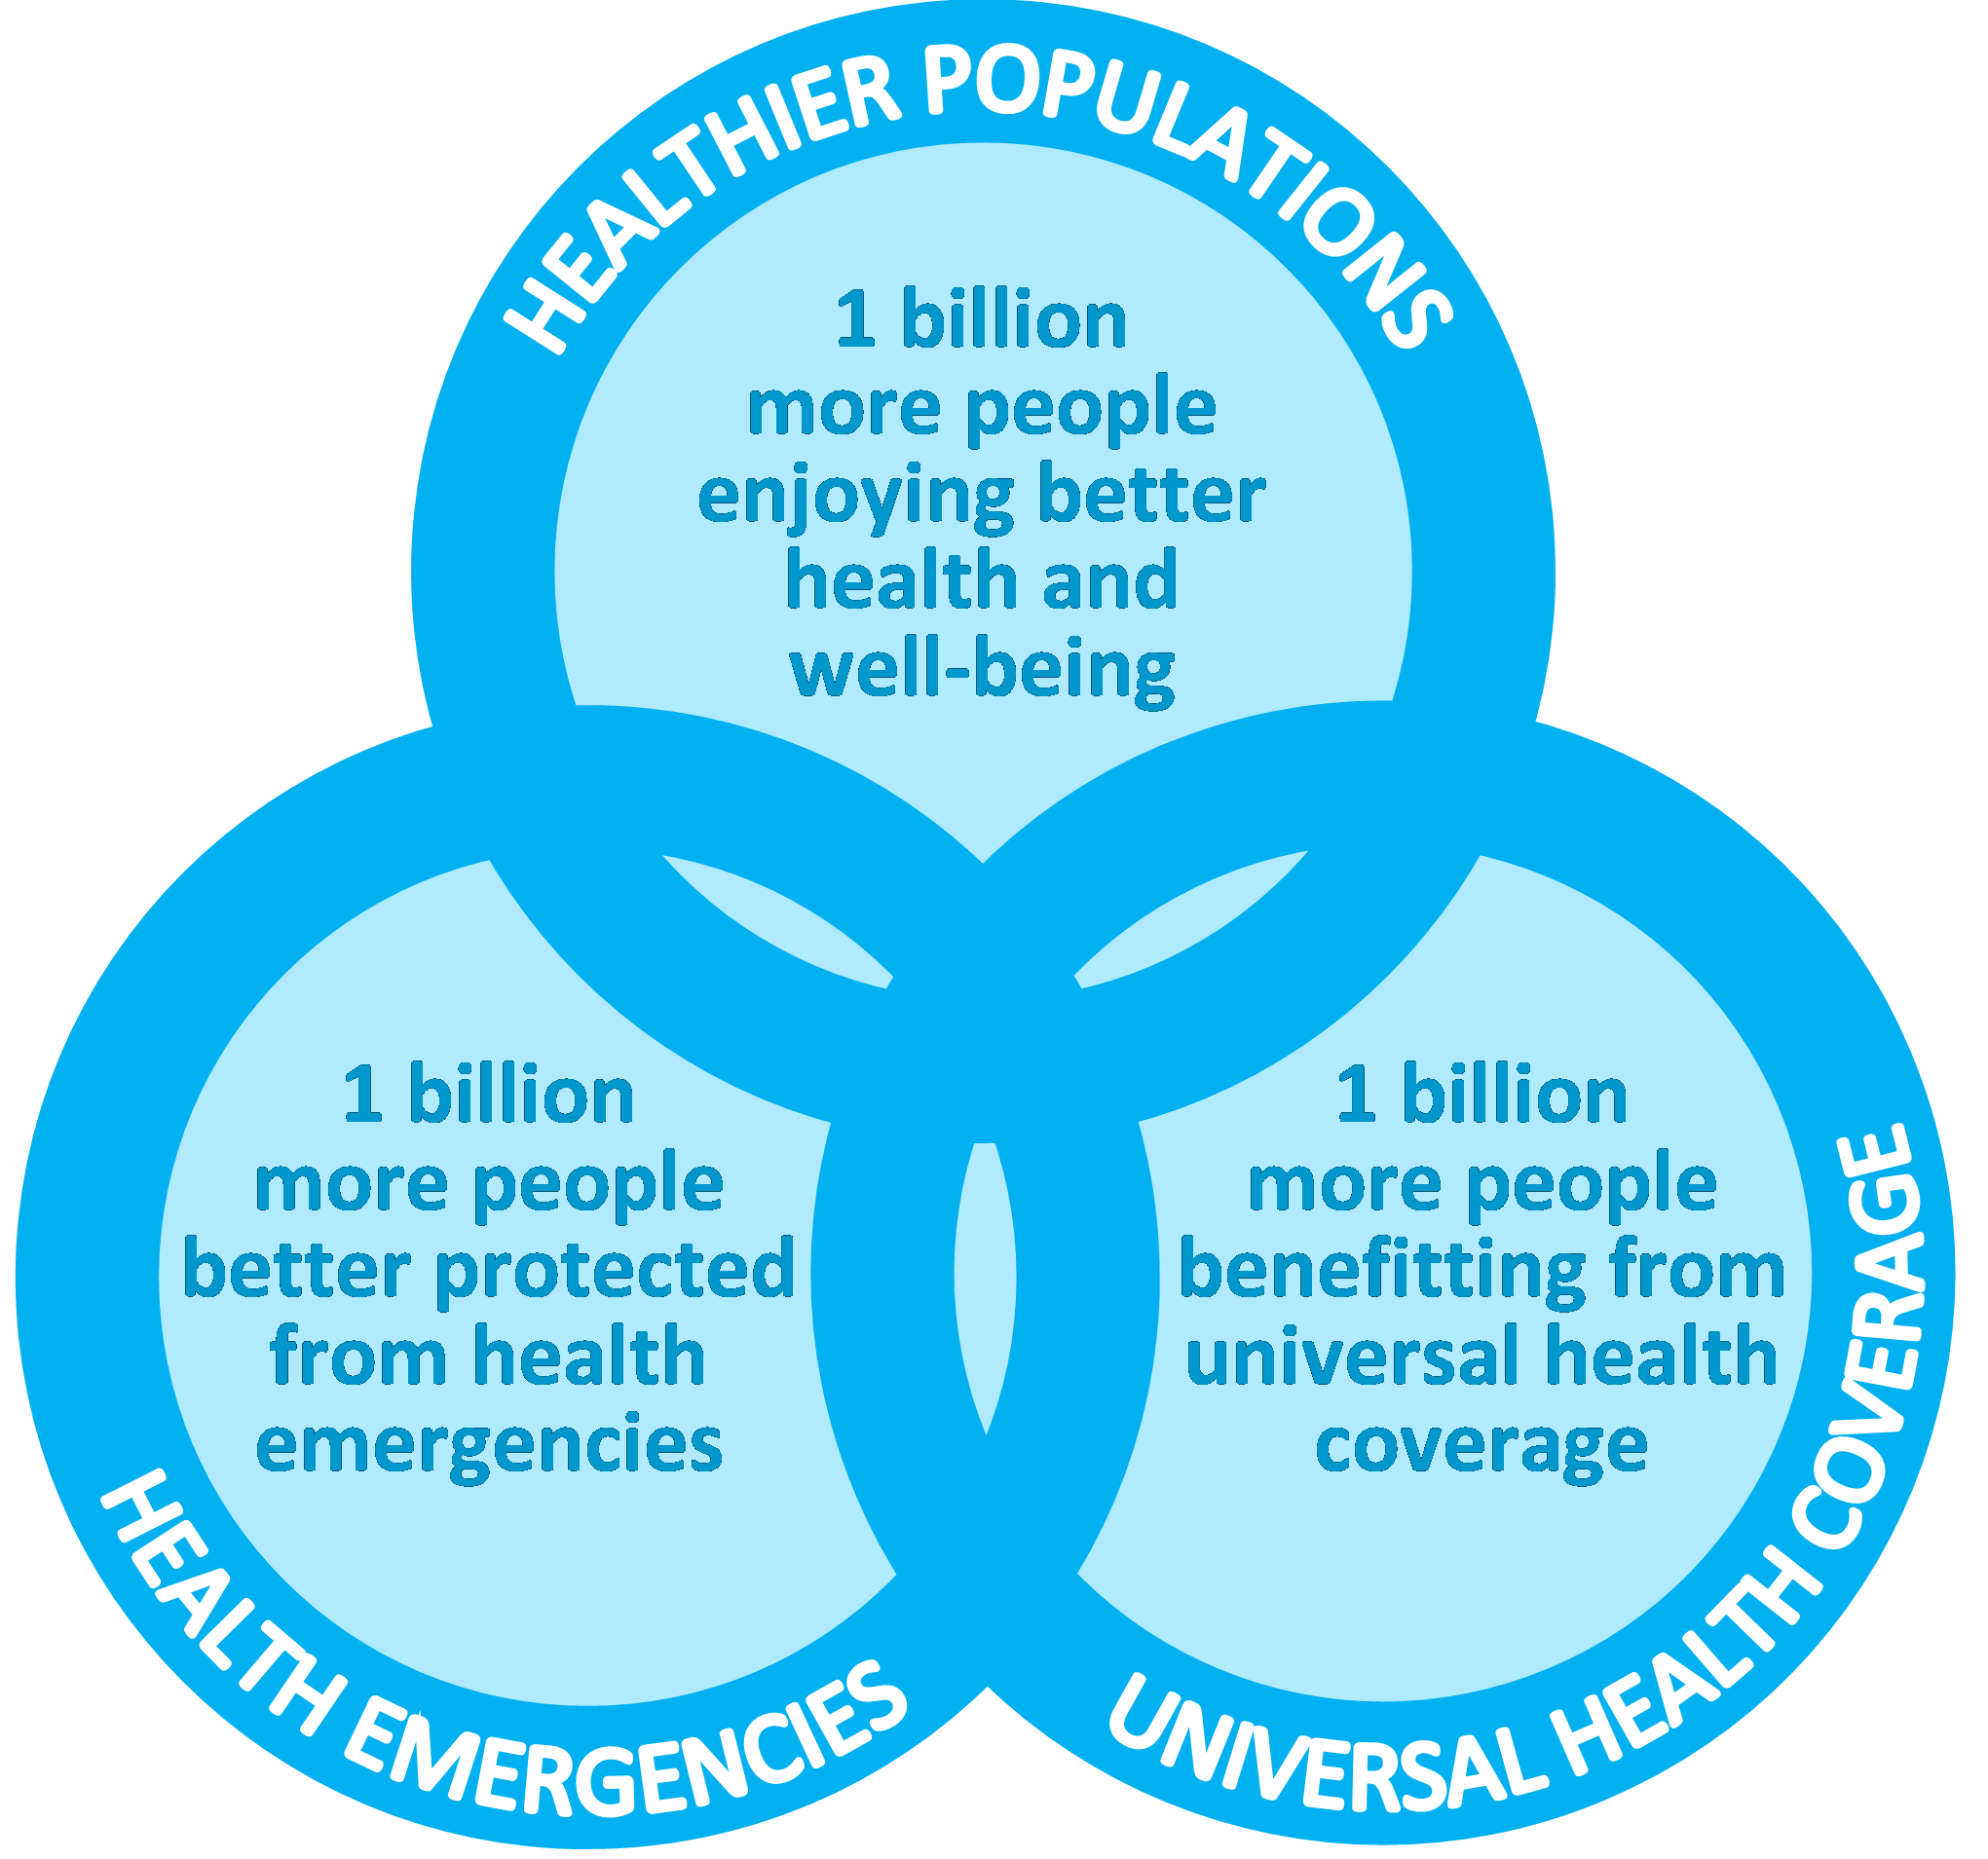 HEALTHIER POPULATIONS
1 billion
more people
enjoying better
health and
well-being
1 billion
more people
better protected
from health
emergencies
HEALTH EMERGENCIES
1 billion
more people
benefitting from
universal health
coverage
UNIVERSAL HEALTH COVERAGE